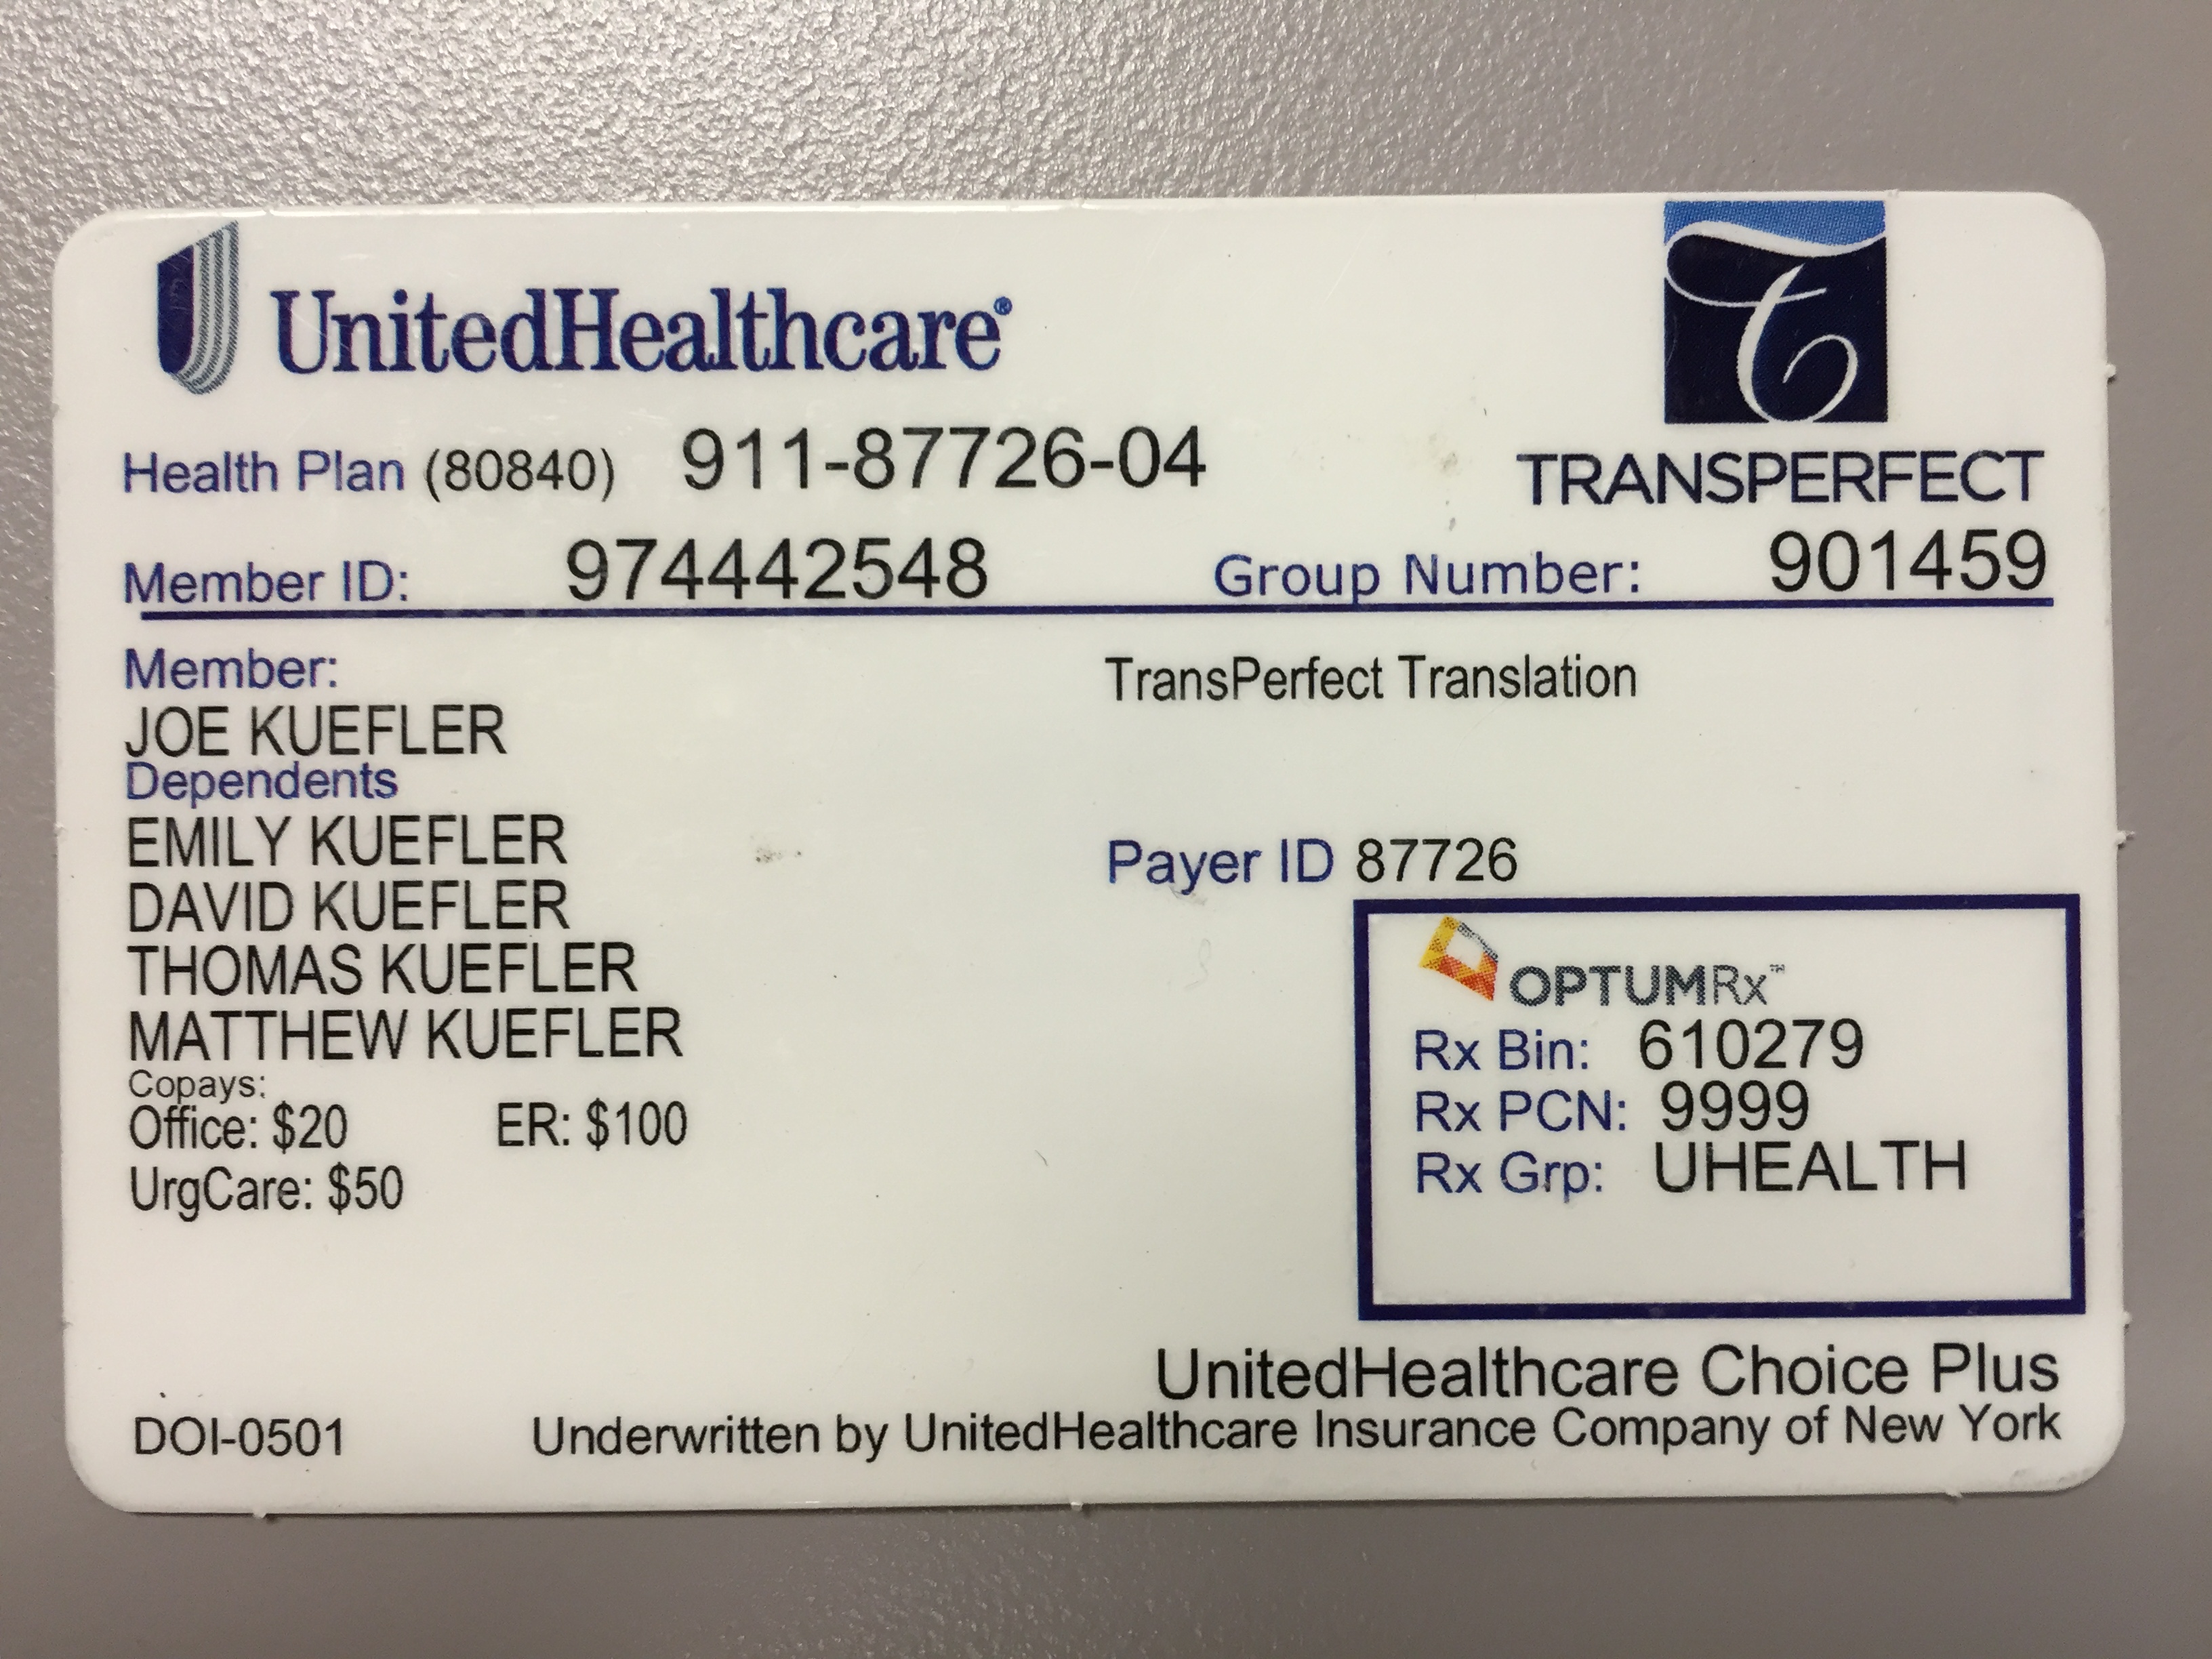 UnitedHealthcare®
TRANSPERFECT
Health Plan (80840) 911-87726-04
Member ID: 974442548 Group Number: 901459
Member:
JOE KUEFLER
Dependents
EMILY KUEFLER
DAVID KUEFLER
THOMAS KUEFLER
MATTHEW KUEFLER
Copays:
Office: $20 ER: $100
UrgCare: $50
TransPerfect Translation
Payer ID 87726
OPTUMRx™
Rx Bin: 610279
Rx PCN: 9999
Rx Grp: UHEALTH
UnitedHealthcare Choice Plus
DOI-0501 Underwritten by UnitedHealthcare Insurance Company of New York